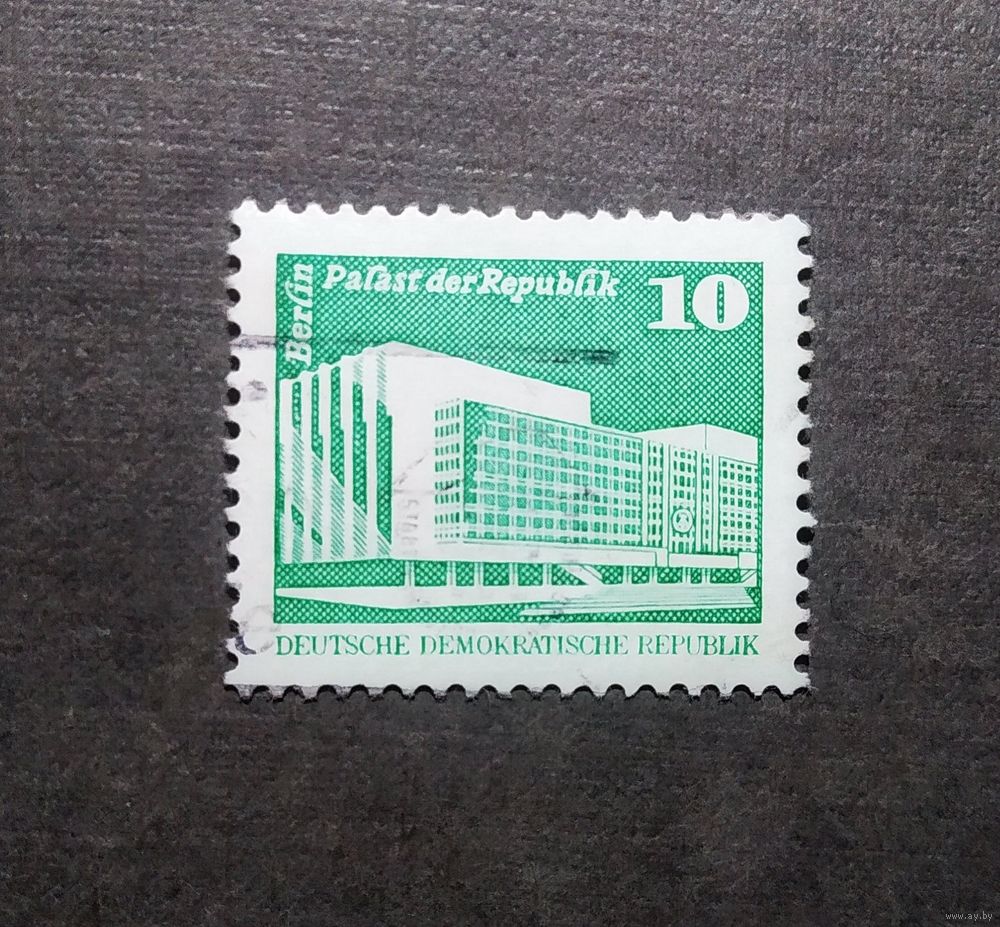 Berlin
Palast der Republik
10
DEUTSCHE DEMOKRATISCHE REPUBLIK
www.ay.by